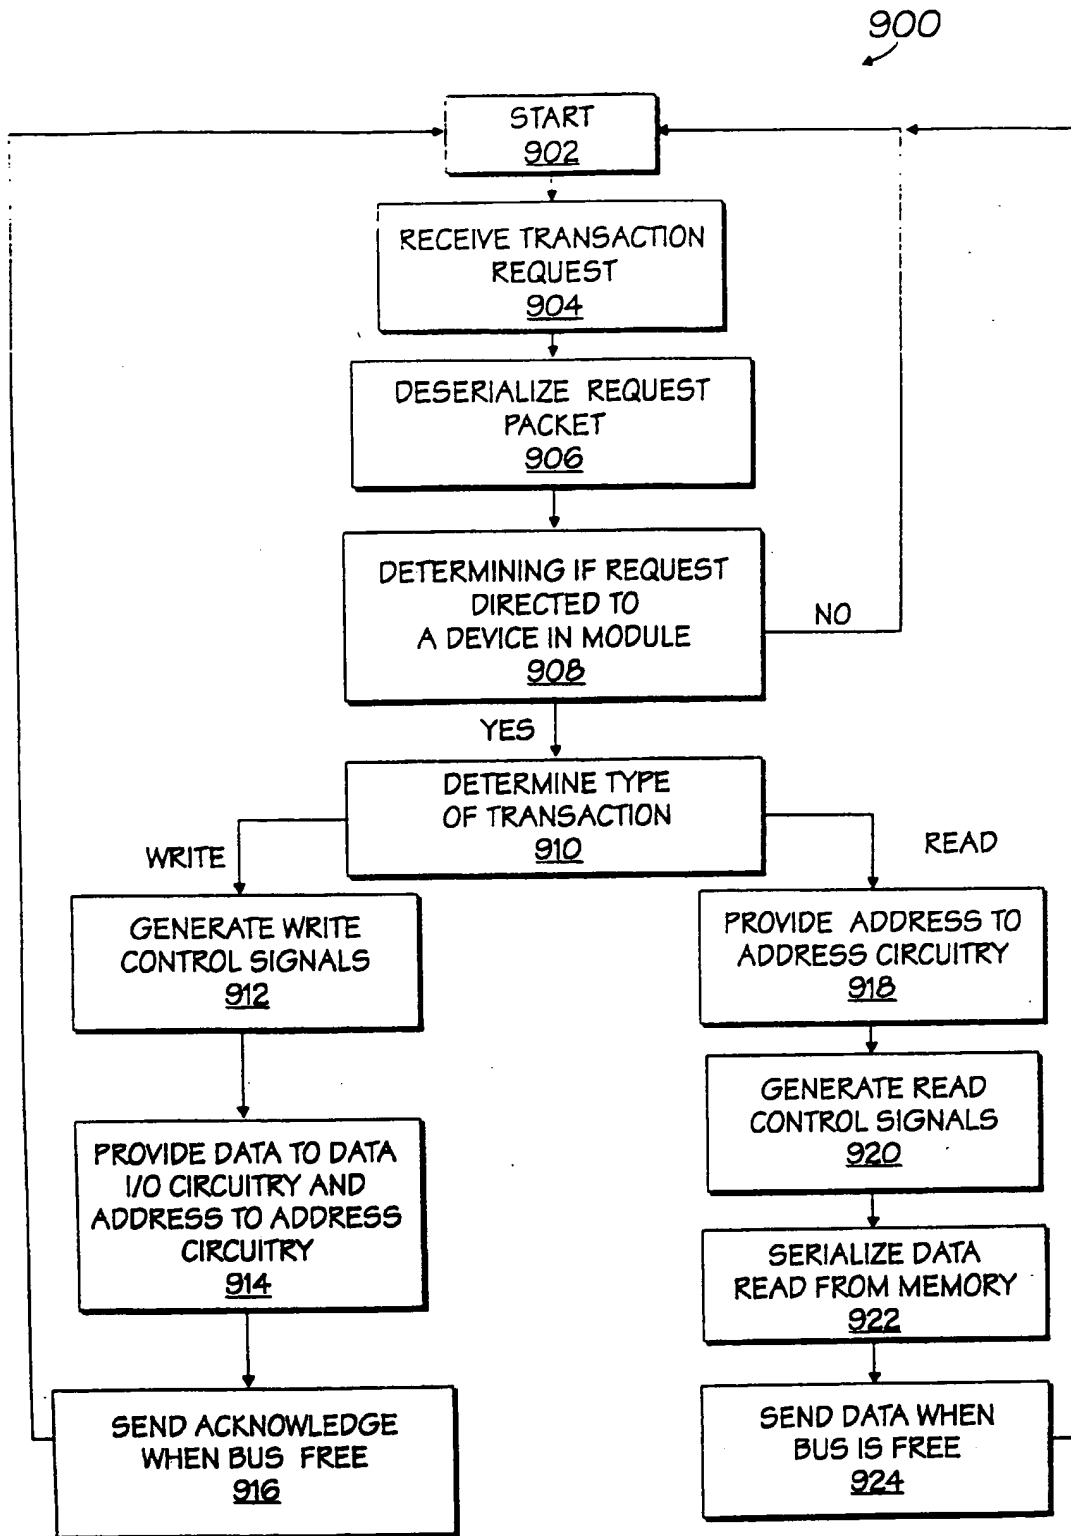 900
START
902
RECEIVE TRANSACTION
REQUEST
904
DESERIALIZE REQUEST
PACKET
906
DETERMINING IF REQUEST
DIRECTED TO
A DEVICE IN MODULE
908
NO
YES
DETERMINE TYPE
OF TRANSACTION
910
WRITE
READ
GENERATE WRITE
CONTROL SIGNALS
912
PROVIDE DATA TO DATA
I/O CIRCUITRY AND
ADDRESS TO ADDRESS
CIRCUITRY
914
SEND ACKNOWLEDGE
WHEN BUS FREE
916
PROVIDE ADDRESS TO
ADDRESS CIRCUITRY
918
GENERATE READ
CONTROL SIGNALS
920
SERIALIZE DATA
READ FROM MEMORY
922
SEND DATA WHEN
BUS IS FREE
924